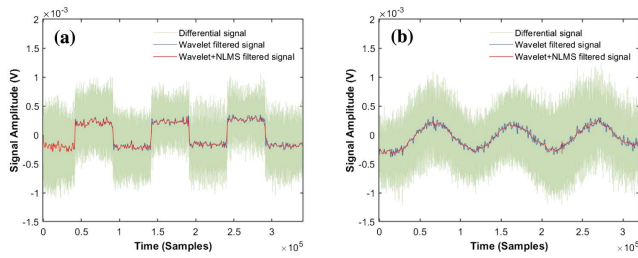 ×10⁻³
2
1.5
1
0.5
0
-0.5
-1
-1.5
Signal Amplitude (V)
(a)
Differential signal
Wavelet filtered signal
Wavelet+NLMS filtered signal
0 0.5 1 1.5 2 2.5 3
Time (Samples)
×10⁵
×10⁻³
2
1.5
1
0.5
0
-0.5
-1
-1.5
Signal Amplitude (V)
(b)
Differential signal
Wavelet filtered signal
Wavelet+NLMS filtered signal
0 0.5 1 1.5 2 2.5 3
Time (Samples)
×10⁵